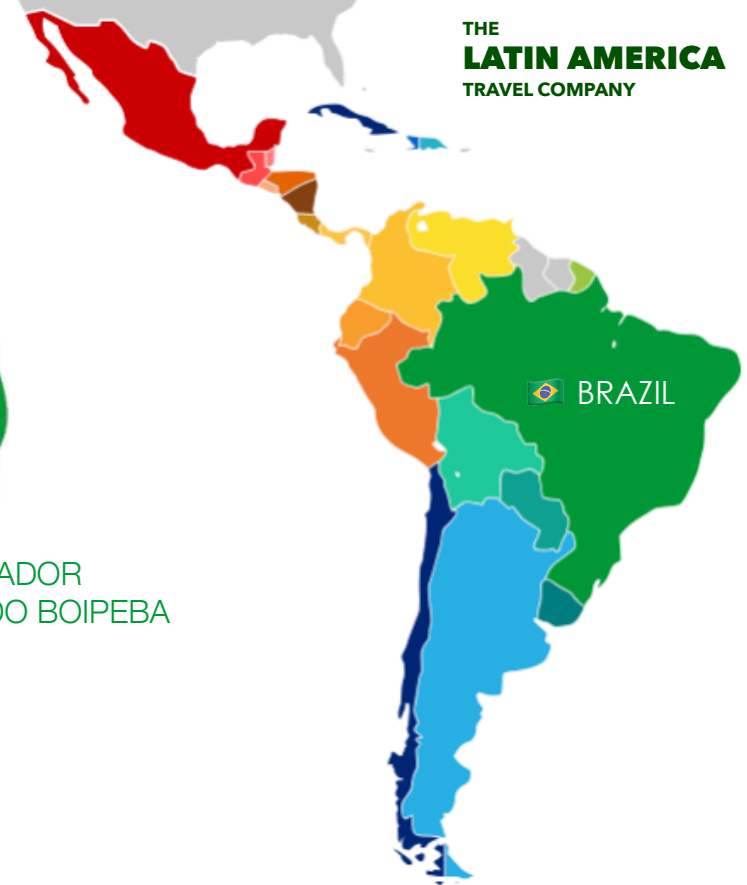 THE
LATIN AMERICA
TRAVEL COMPANY
BRAZIL
ADOR
DO BOIPEBA